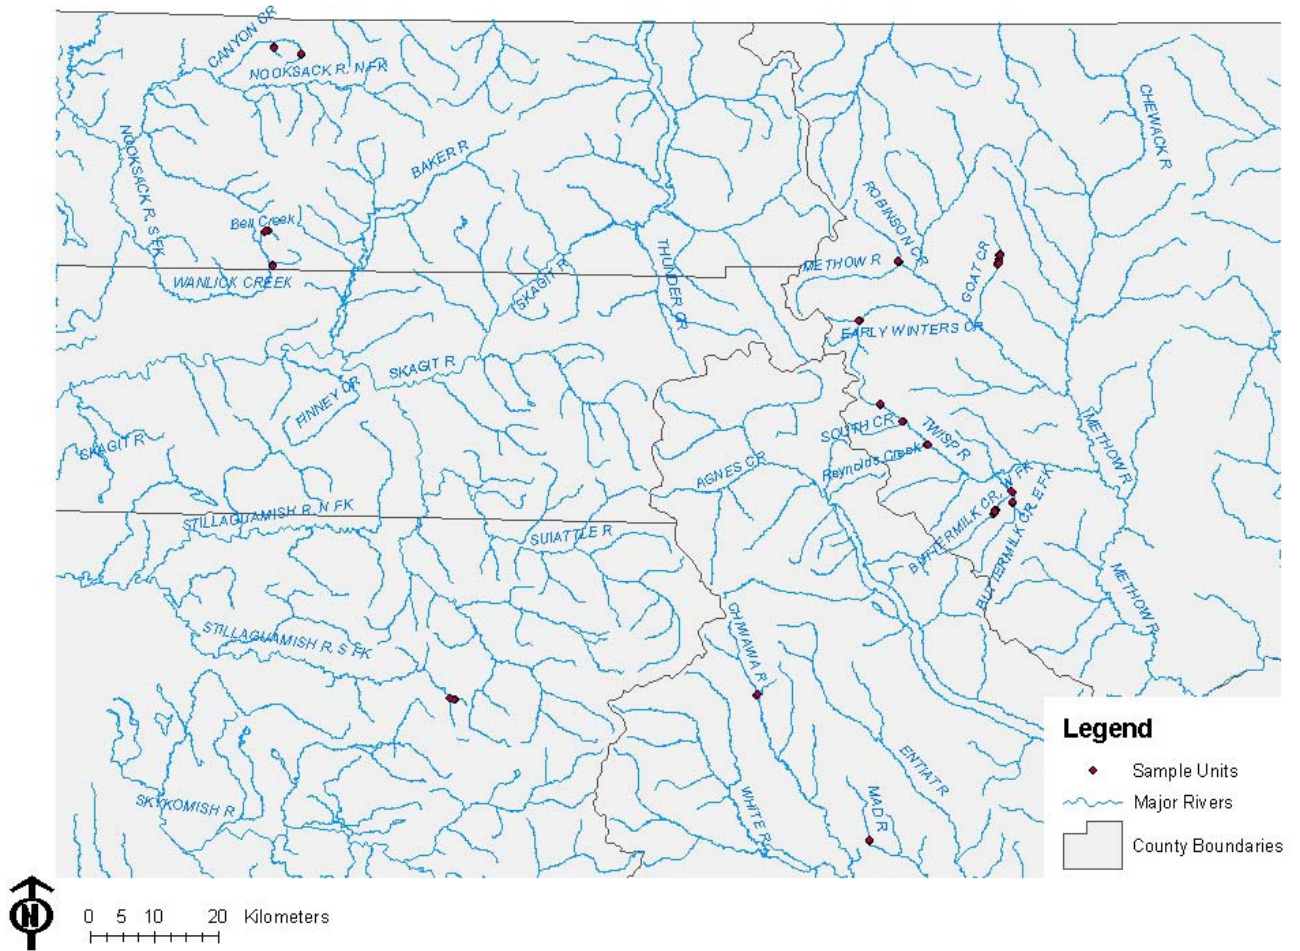 CANYON CR
NOOKSACK R. N FK
CHEWACK R
NOOKSACK R. S FK
BAKER R
ROBINSON CR
Bell Creek
METHOW R
THUNDER CR
GOAT CR
WANLICK CREEK
SKAGIT R
EARLY WINTERS CR
SKAGIT R
FINNEY CR
SOUTH CR
TWISP R
METHOW R
SKAGIT R
Reynolds Creek
AGNES CR
BUTTERMILK CR, W FK
BUTTERMILK CR. E FK
STILLAGUAMISH R. N FK
SUIATTLE R
METHOW R
STILLAGUAMISH R. S FK
CHIWAWA R
Legend
Sample Units
ENTIAT R
MAD R
WHITE R
SKYKOMISH R
Major Rivers
County Boundaries
N
0 5 10 20 Kilometers